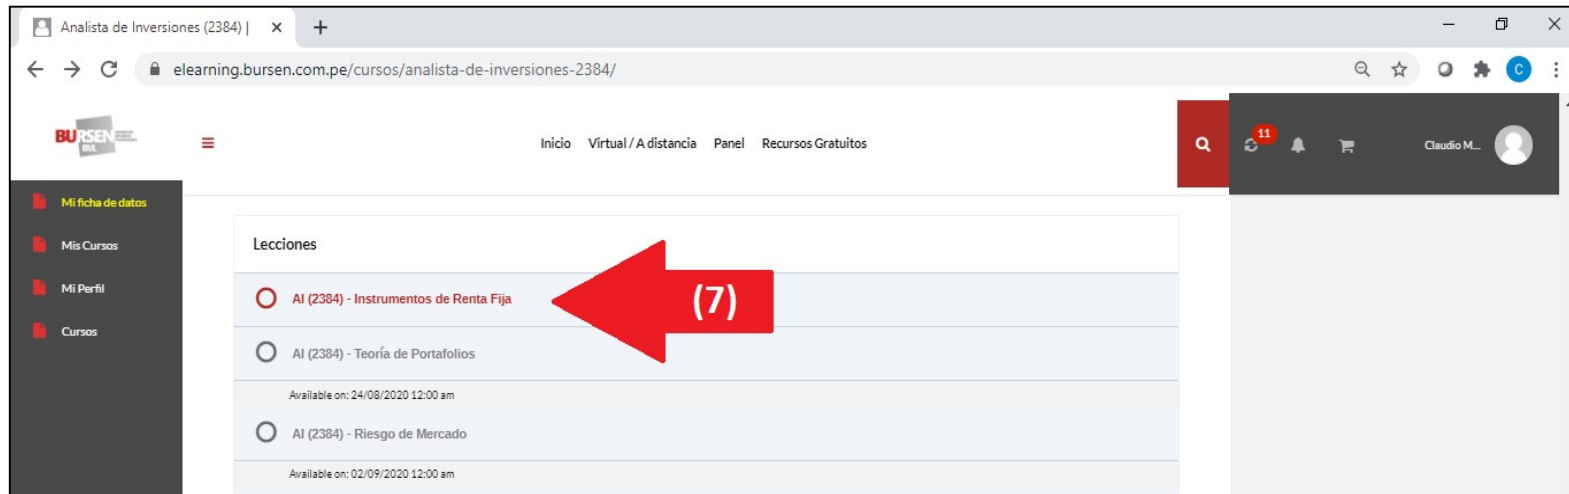 Analista de Inversiones (2384) |
elearning.bursen.com.pe/cursos/analista-de-inversiones-2384/
C
BURSEN
BVL
Inicio Virtual / A distancia Panel Recursos Gratuitos
11
Claudio M...
Mi ficha de datos
Mis Cursos
Mi Perfil
Cursos
Lecciones
AI (2384) - Instrumentos de Renta Fija
(7)
AI (2384) - Teoría de Portafolios
Available on: 24/08/2020 12:00 am
AI (2384) - Riesgo de Mercado
Available on: 02/09/2020 12:00 am